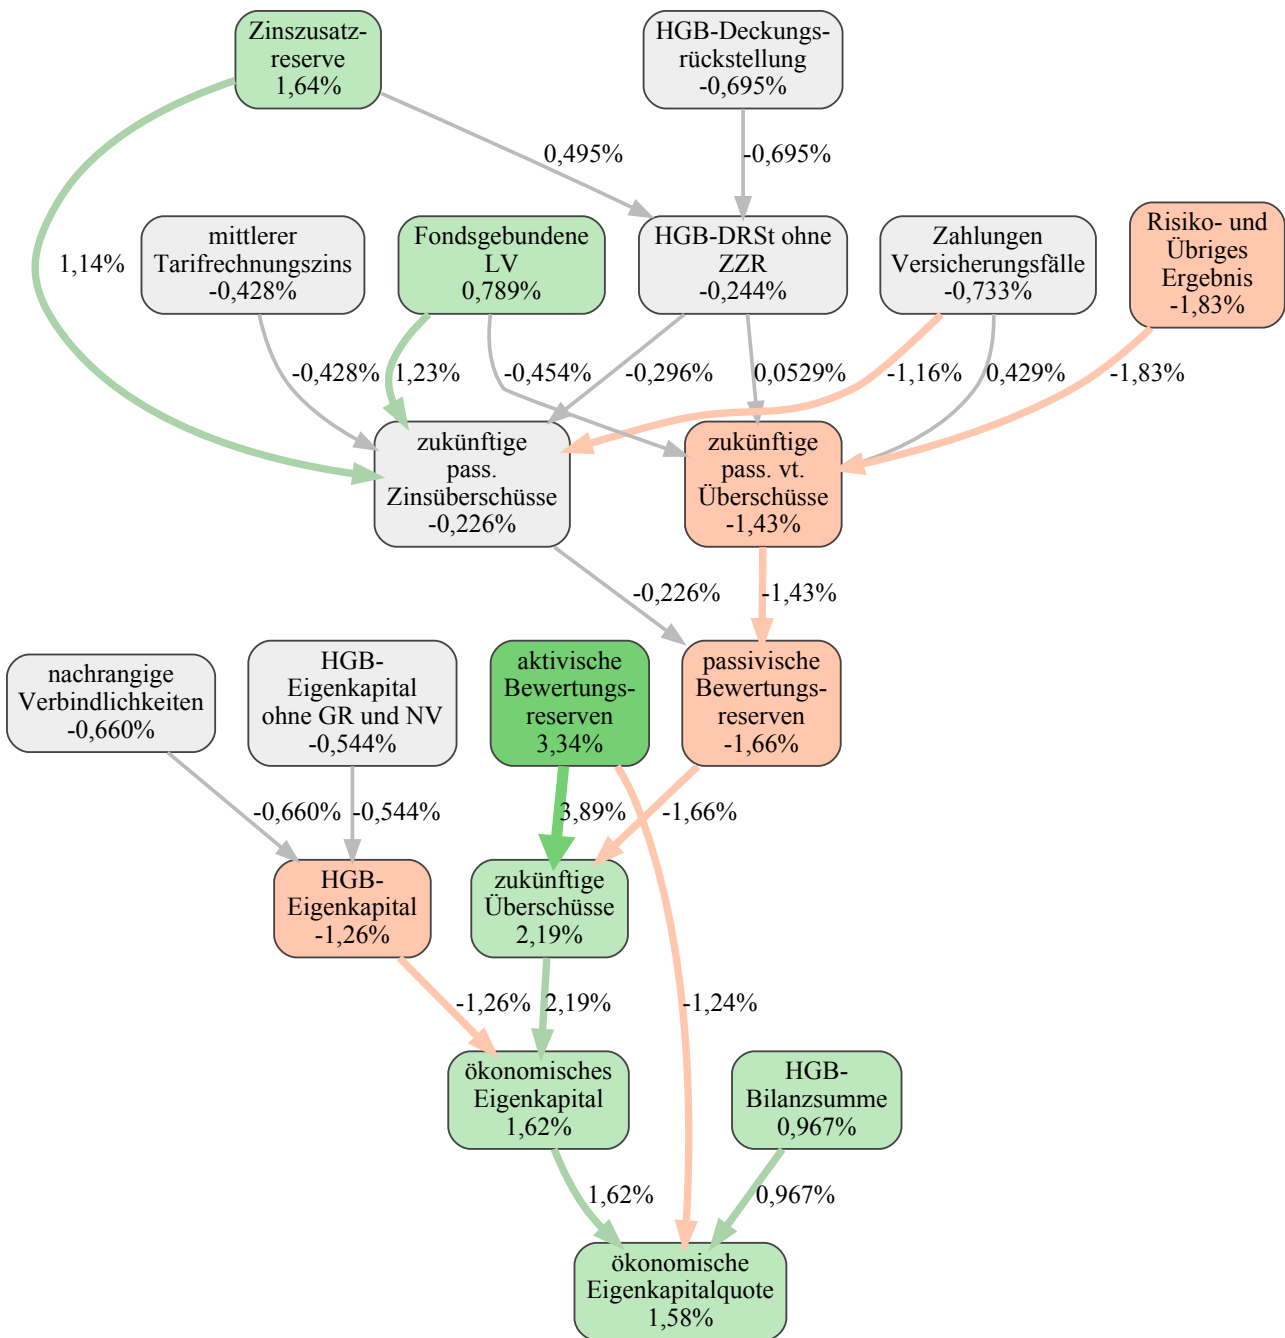 Zinszusatz-
reserve
1,64%
HGB-Deckungs-
rückstellung
-0,695%
0,495%
-0,695%
1,14%
mittlerer
Tarifrechnungszins
-0,428%
Fondsgebundene
LV
0,789%
HGB-DRSt ohne
ZZR
-0,244%
Zahlungen
Versicherungsfälle
-0,733%
Risiko- und
Übriges
Ergebnis
-1,83%
-0,428%
1,23%
-0,454%
-0,296%
0,0529%
-1,16%
0,429%
-1,83%
zukünftige
pass.
Zinsüberschüsse
-0,226%
zukünftige
pass. vt.
Überschüsse
-1,43%
-0,226%
-1,43%
nachrangige
Verbindlichkeiten
-0,660%
HGB-
Eigenkapital
ohne GR und NV
-0,544%
aktivische
Bewertungs-
reserven
3,34%
passivische
Bewertungs-
reserven
-1,66%
-0,660%
-0,544%
3,89%
-1,66%
HGB-
Eigenkapital
-1,26%
zukünftige
Überschüsse
2,19%
-1,26%
2,19%
-1,24%
ökonomisches
Eigenkapital
1,62%
HGB-
Bilanzsumme
0,967%
1,62%
0,967%
ökonomische
Eigenkapitalquote
1,58%